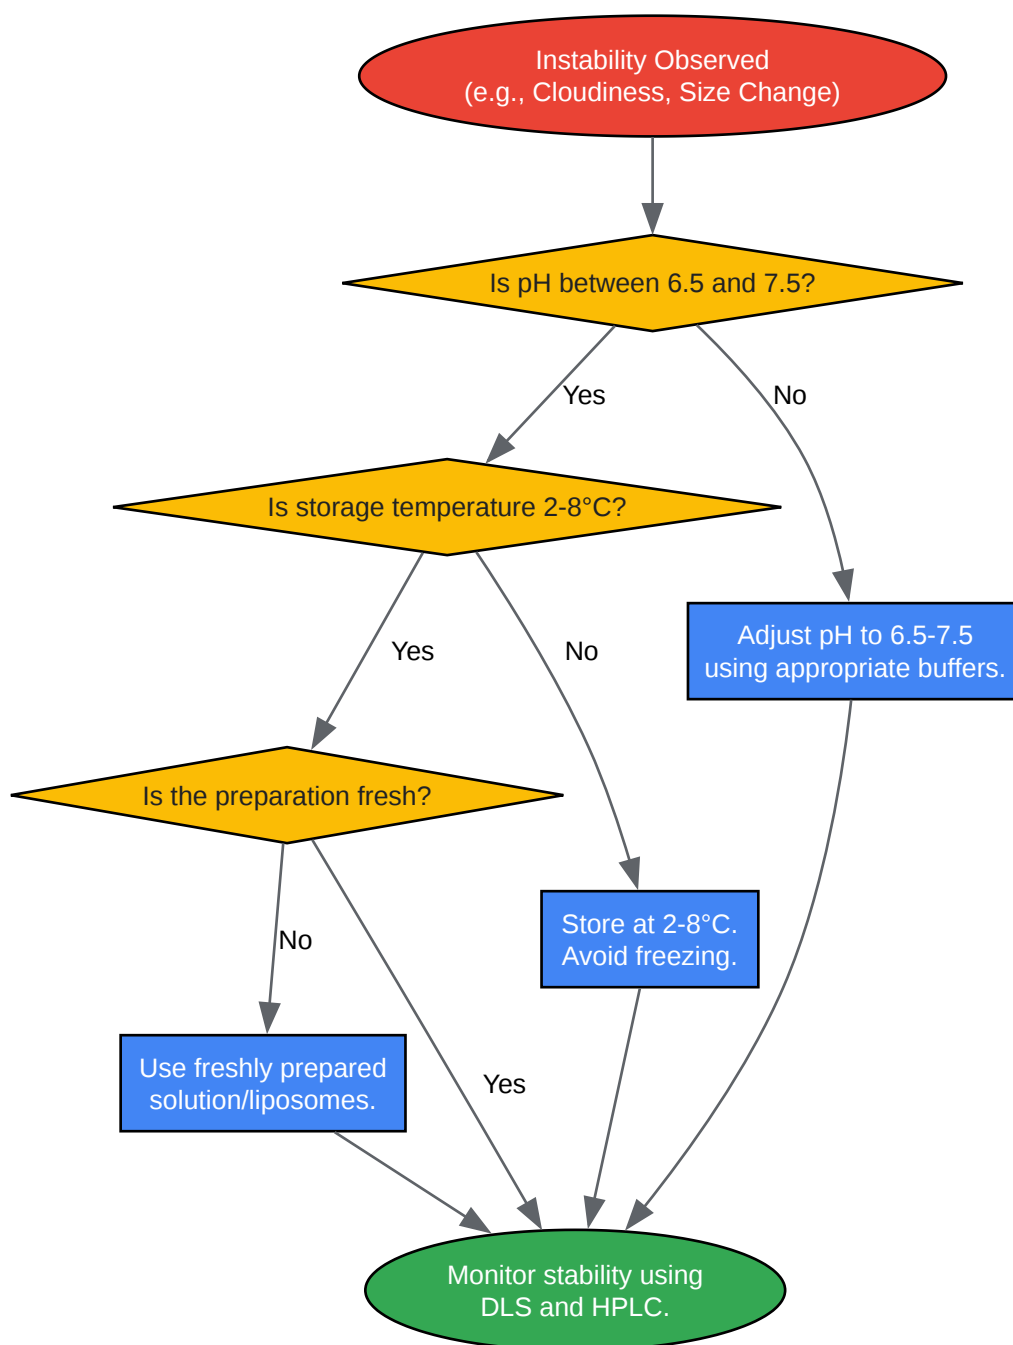 Instability Observed
(e.g., Cloudiness, Size Change)
Is pH between 6.5 and 7.5?
Yes
No
Is storage temperature 2-8°C?
Adjust pH to 6.5-7.5
using appropriate buffers.
Yes
No
Is the preparation fresh?
Store at 2-8°C.
Avoid freezing.
No
Use freshly prepared
solution/liposomes.
Yes
Monitor stability using
DLS and HPLC.